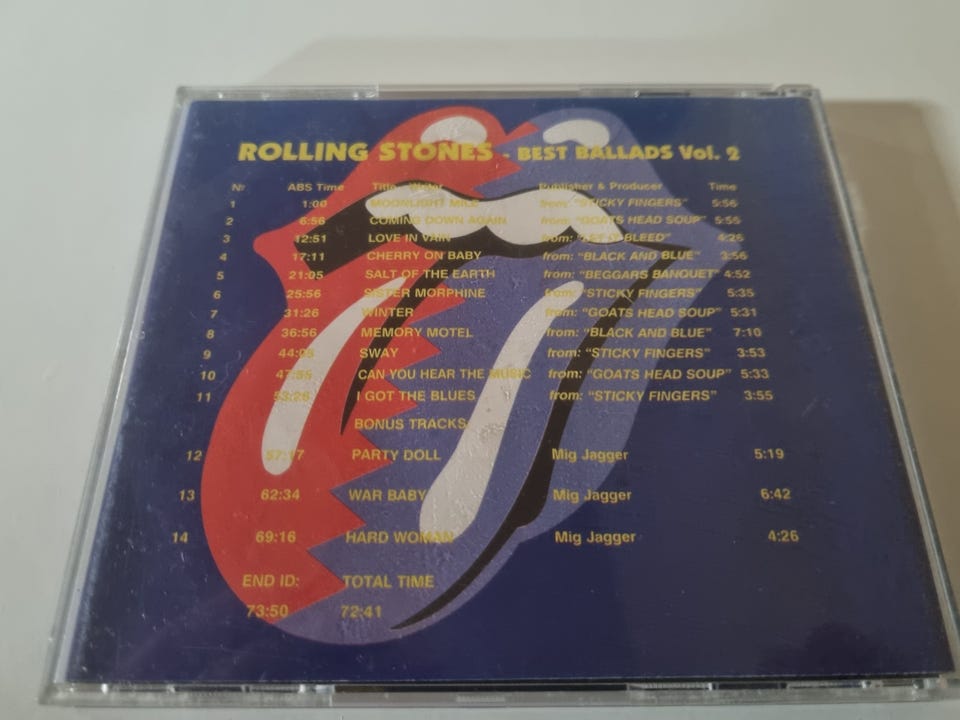 ROLLING STONES - BEST BALLADS Vol. 2
Nr ABS Time Title Writer Publisher & Producer Time
1 1:00 MOONLIGHT MILE from: "STICKY FINGERS" 5:56
2 6:56 COMING DOWN AGAIN from: "GOATS HEAD SOUP" 5:55
3 12:51 LOVE IN VAIN from: "LET IT BLEED" 4:26
4 17:11 CHERRY ON BABY from: "BLACK AND BLUE" 3:56
5 21:05 SALT OF THE EARTH from: "BEGGARS BANQUET" 4:52
6 25:56 SISTER MORPHINE from: "STICKY FINGERS" 5:35
7 31:26 WINTER from: "GOATS HEAD SOUP" 5:31
8 36:56 MEMORY MOTEL from: "BLACK AND BLUE" 7:10
9 SWAY from: "STICKY FINGERS" 3:53
10 CAN YOU HEAR THE MUSIC from: "GOATS HEAD SOUP" 5:33
11 53:26 I GOT THE BLUES from: "STICKY FINGERS" 3:55
BONUS TRACKS
12 57:17 PARTY DOLL Mig Jagger 5:19
13 62:34 WAR BABY Mig Jagger 6:42
14 69:16 HARD WOMAN Mig Jagger 4:26
END ID: TOTAL TIME
73:50 72:41